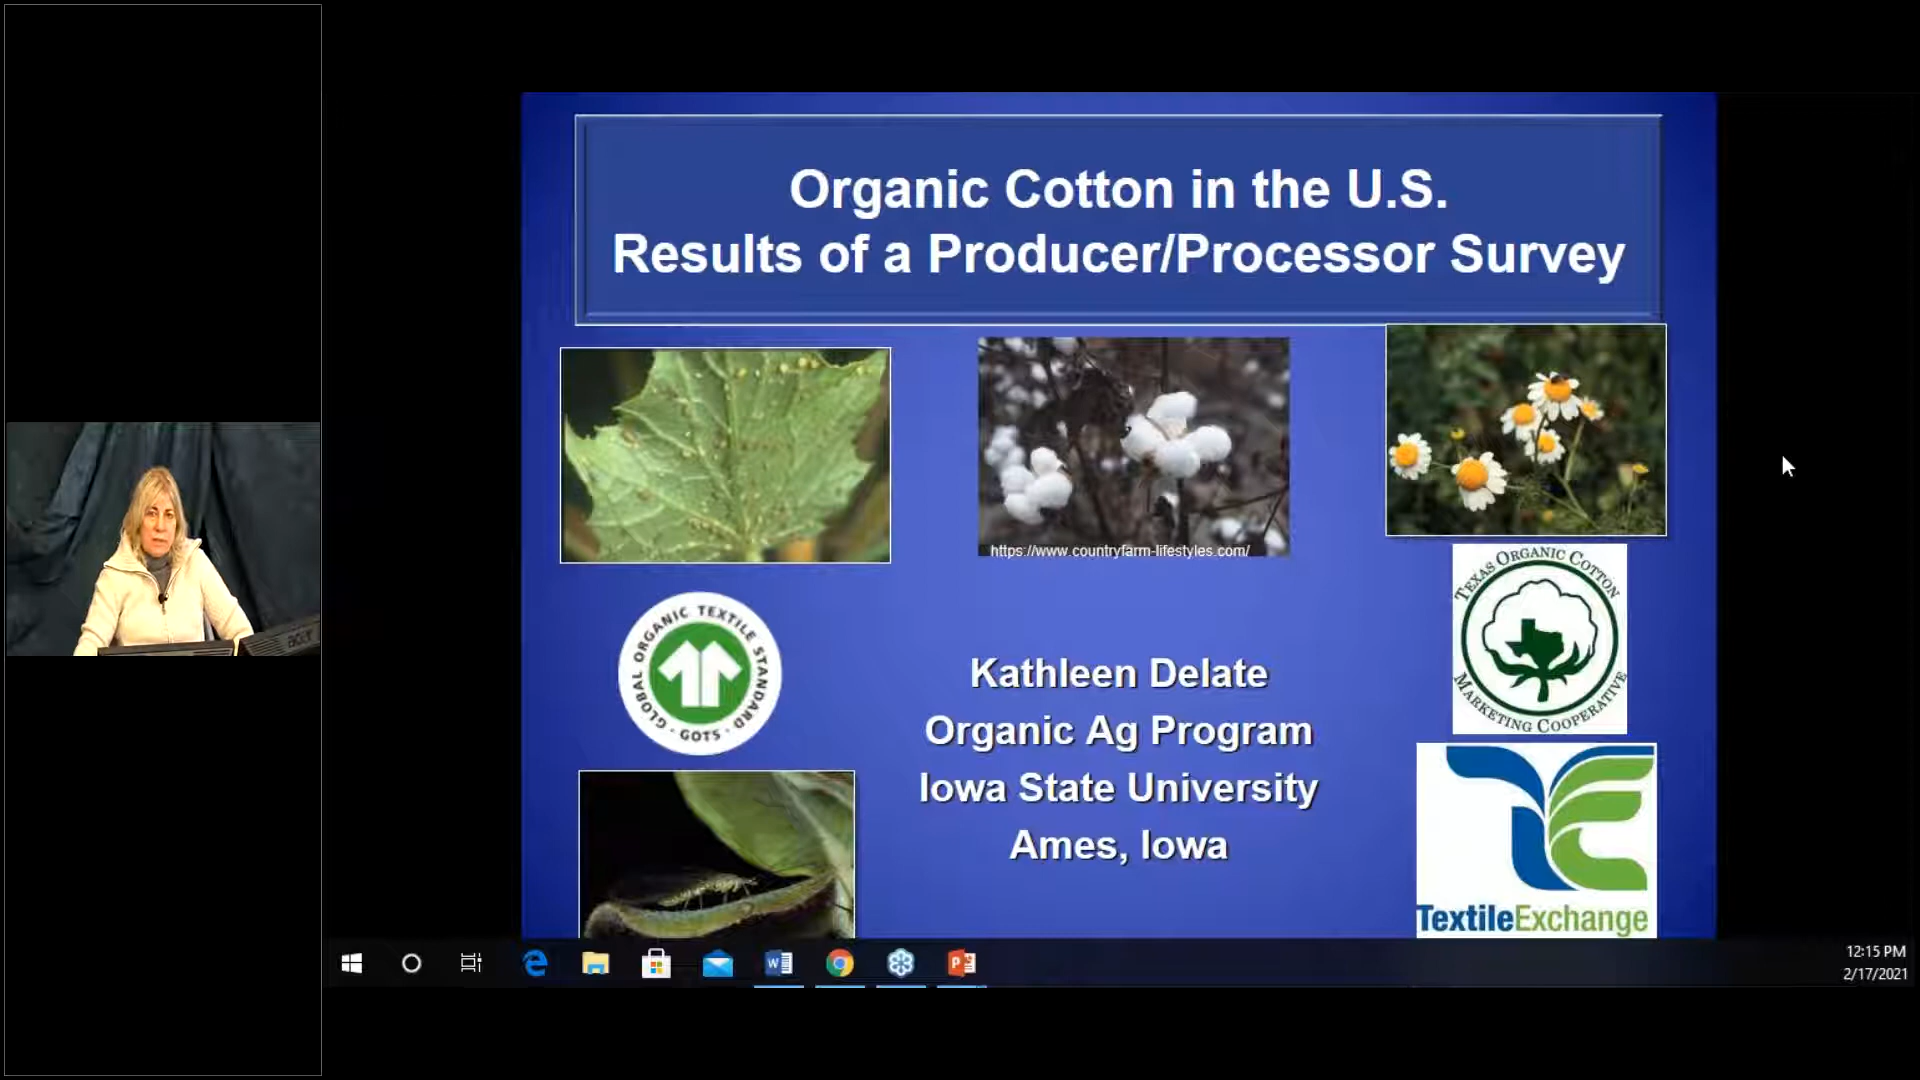 Organic Cotton in the U.S.
Results of a Producer/Processor Survey
https://www.countryfarm-lifestyles.com/
GLOBAL ORGANIC TEXTILE STANDARD
· GOTS ·
Kathleen Delate
Organic Ag Program
Iowa State University
Ames, Iowa
TEXAS ORGANIC COTTON
MARKETING COOPERATIVE
TE
TextileExchange
acer
12:15 PM
2/17/2021